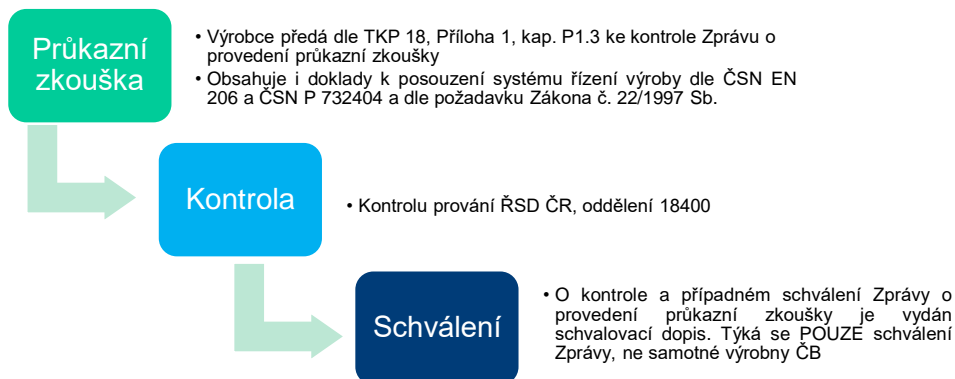 Průkazní
zkouška
• Výrobce předá dle TKP 18, Příloha 1, kap. P1.3 ke kontrole Zprávu o
provedení průkazní zkoušky
• Obsahuje i doklady k posouzení systému řízení výroby dle ČSN EN
206 a ČSN P 732404 a dle požadavku Zákona č. 22/1997 Sb.
Kontrola
• Kontrolu prování ŘSD ČR, oddělení 18400
Schválení
• O kontrole a případném schválení Zprávy o
provedení průkazní zkoušky je vydán
schvalovací dopis. Týká se POUZE schválení
Zprávy, ne samotné výrobny ČB